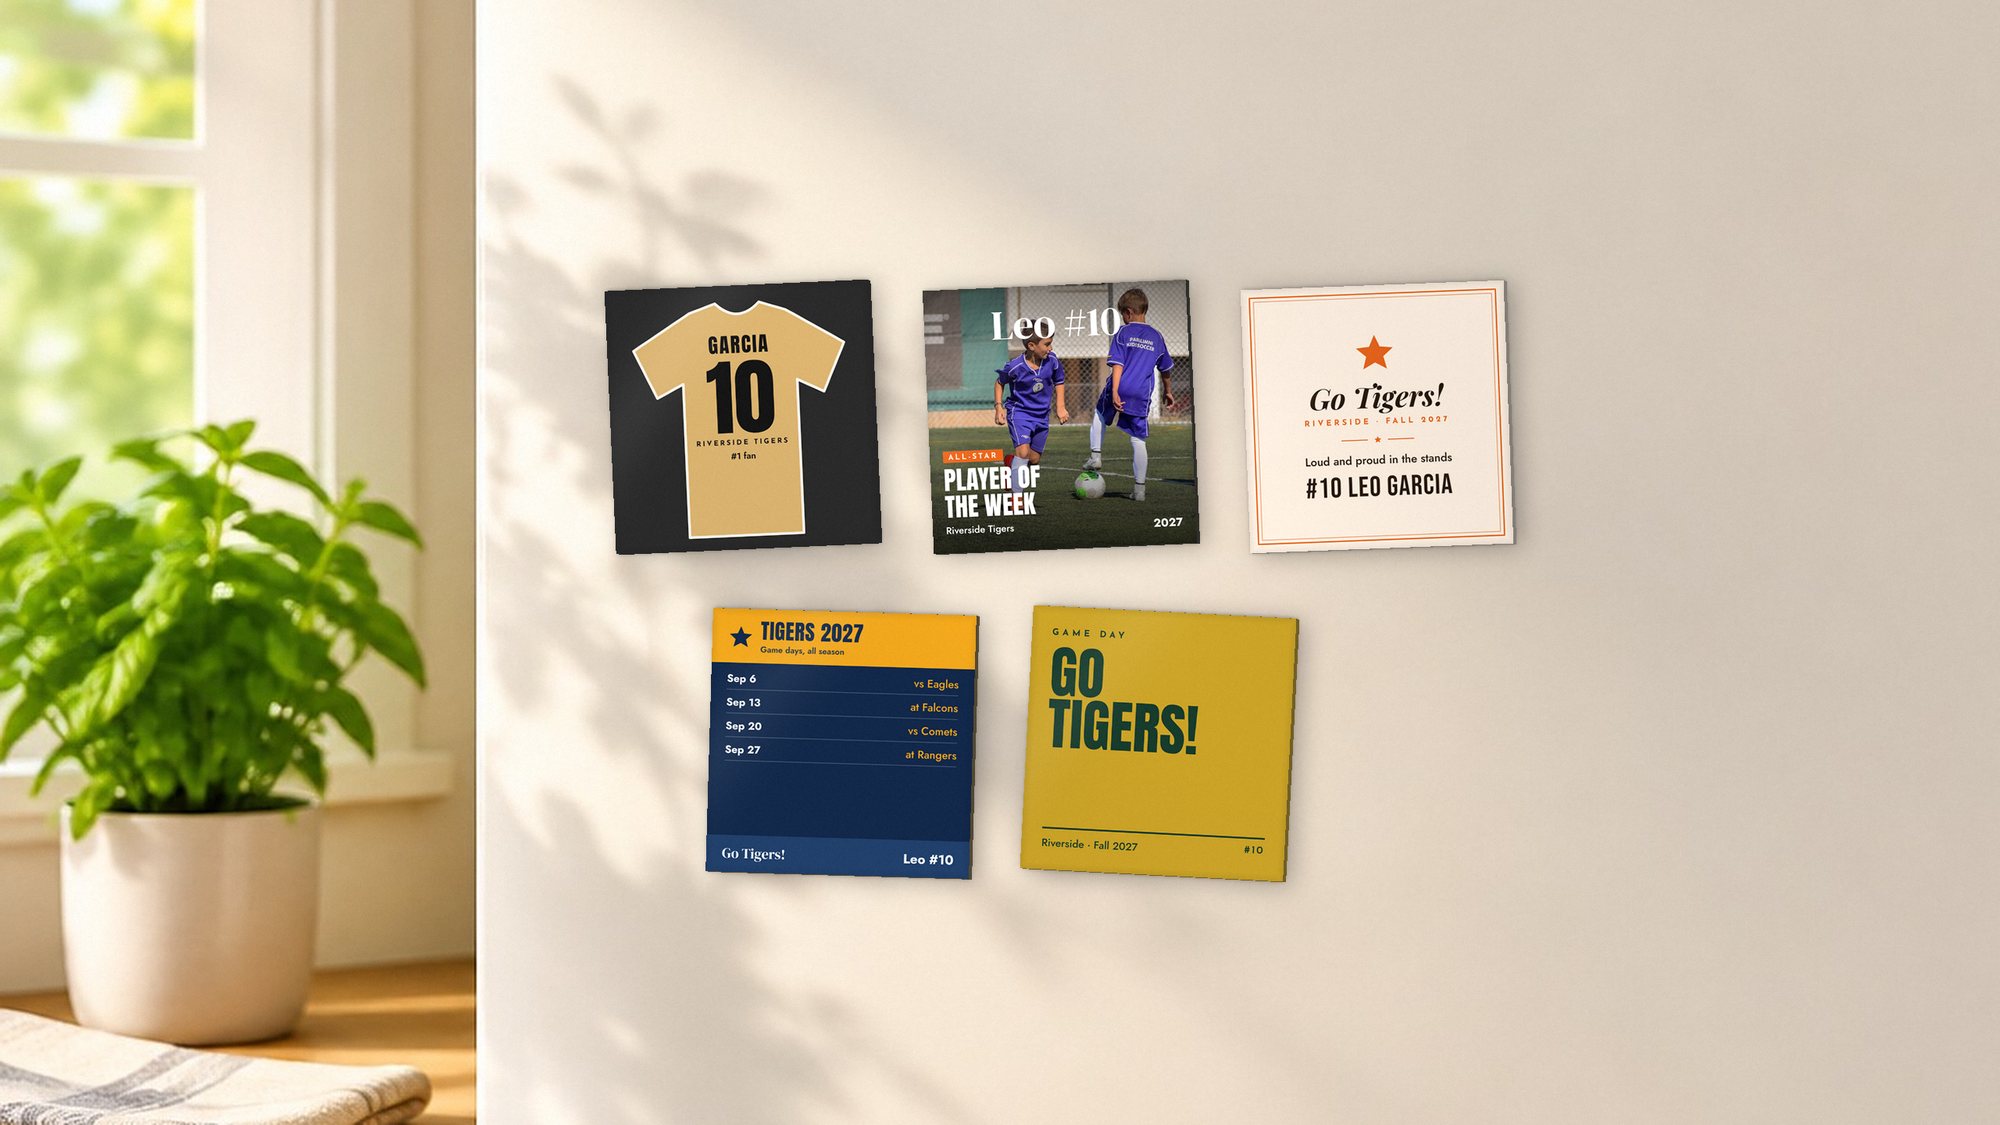 GARCIA
10
RIVERSIDE TIGERS
#1 fan
Leo #10
ALL-STAR
PLAYER OF
THE WEEK
Riverside Tigers
2027
Go Tigers!
RIVERSIDE · FALL 2027
Loud and proud in the stands
#10 LEO GARCIA
TIGERS 2027
Game days, all season
Sep 6 vs Eagles
Sep 13 at Falcons
Sep 20 vs Comets
Sep 27 at Rangers
Go Tigers! Leo #10
GAME DAY
GO
TIGERS!
Riverside - Fall 2027 #10